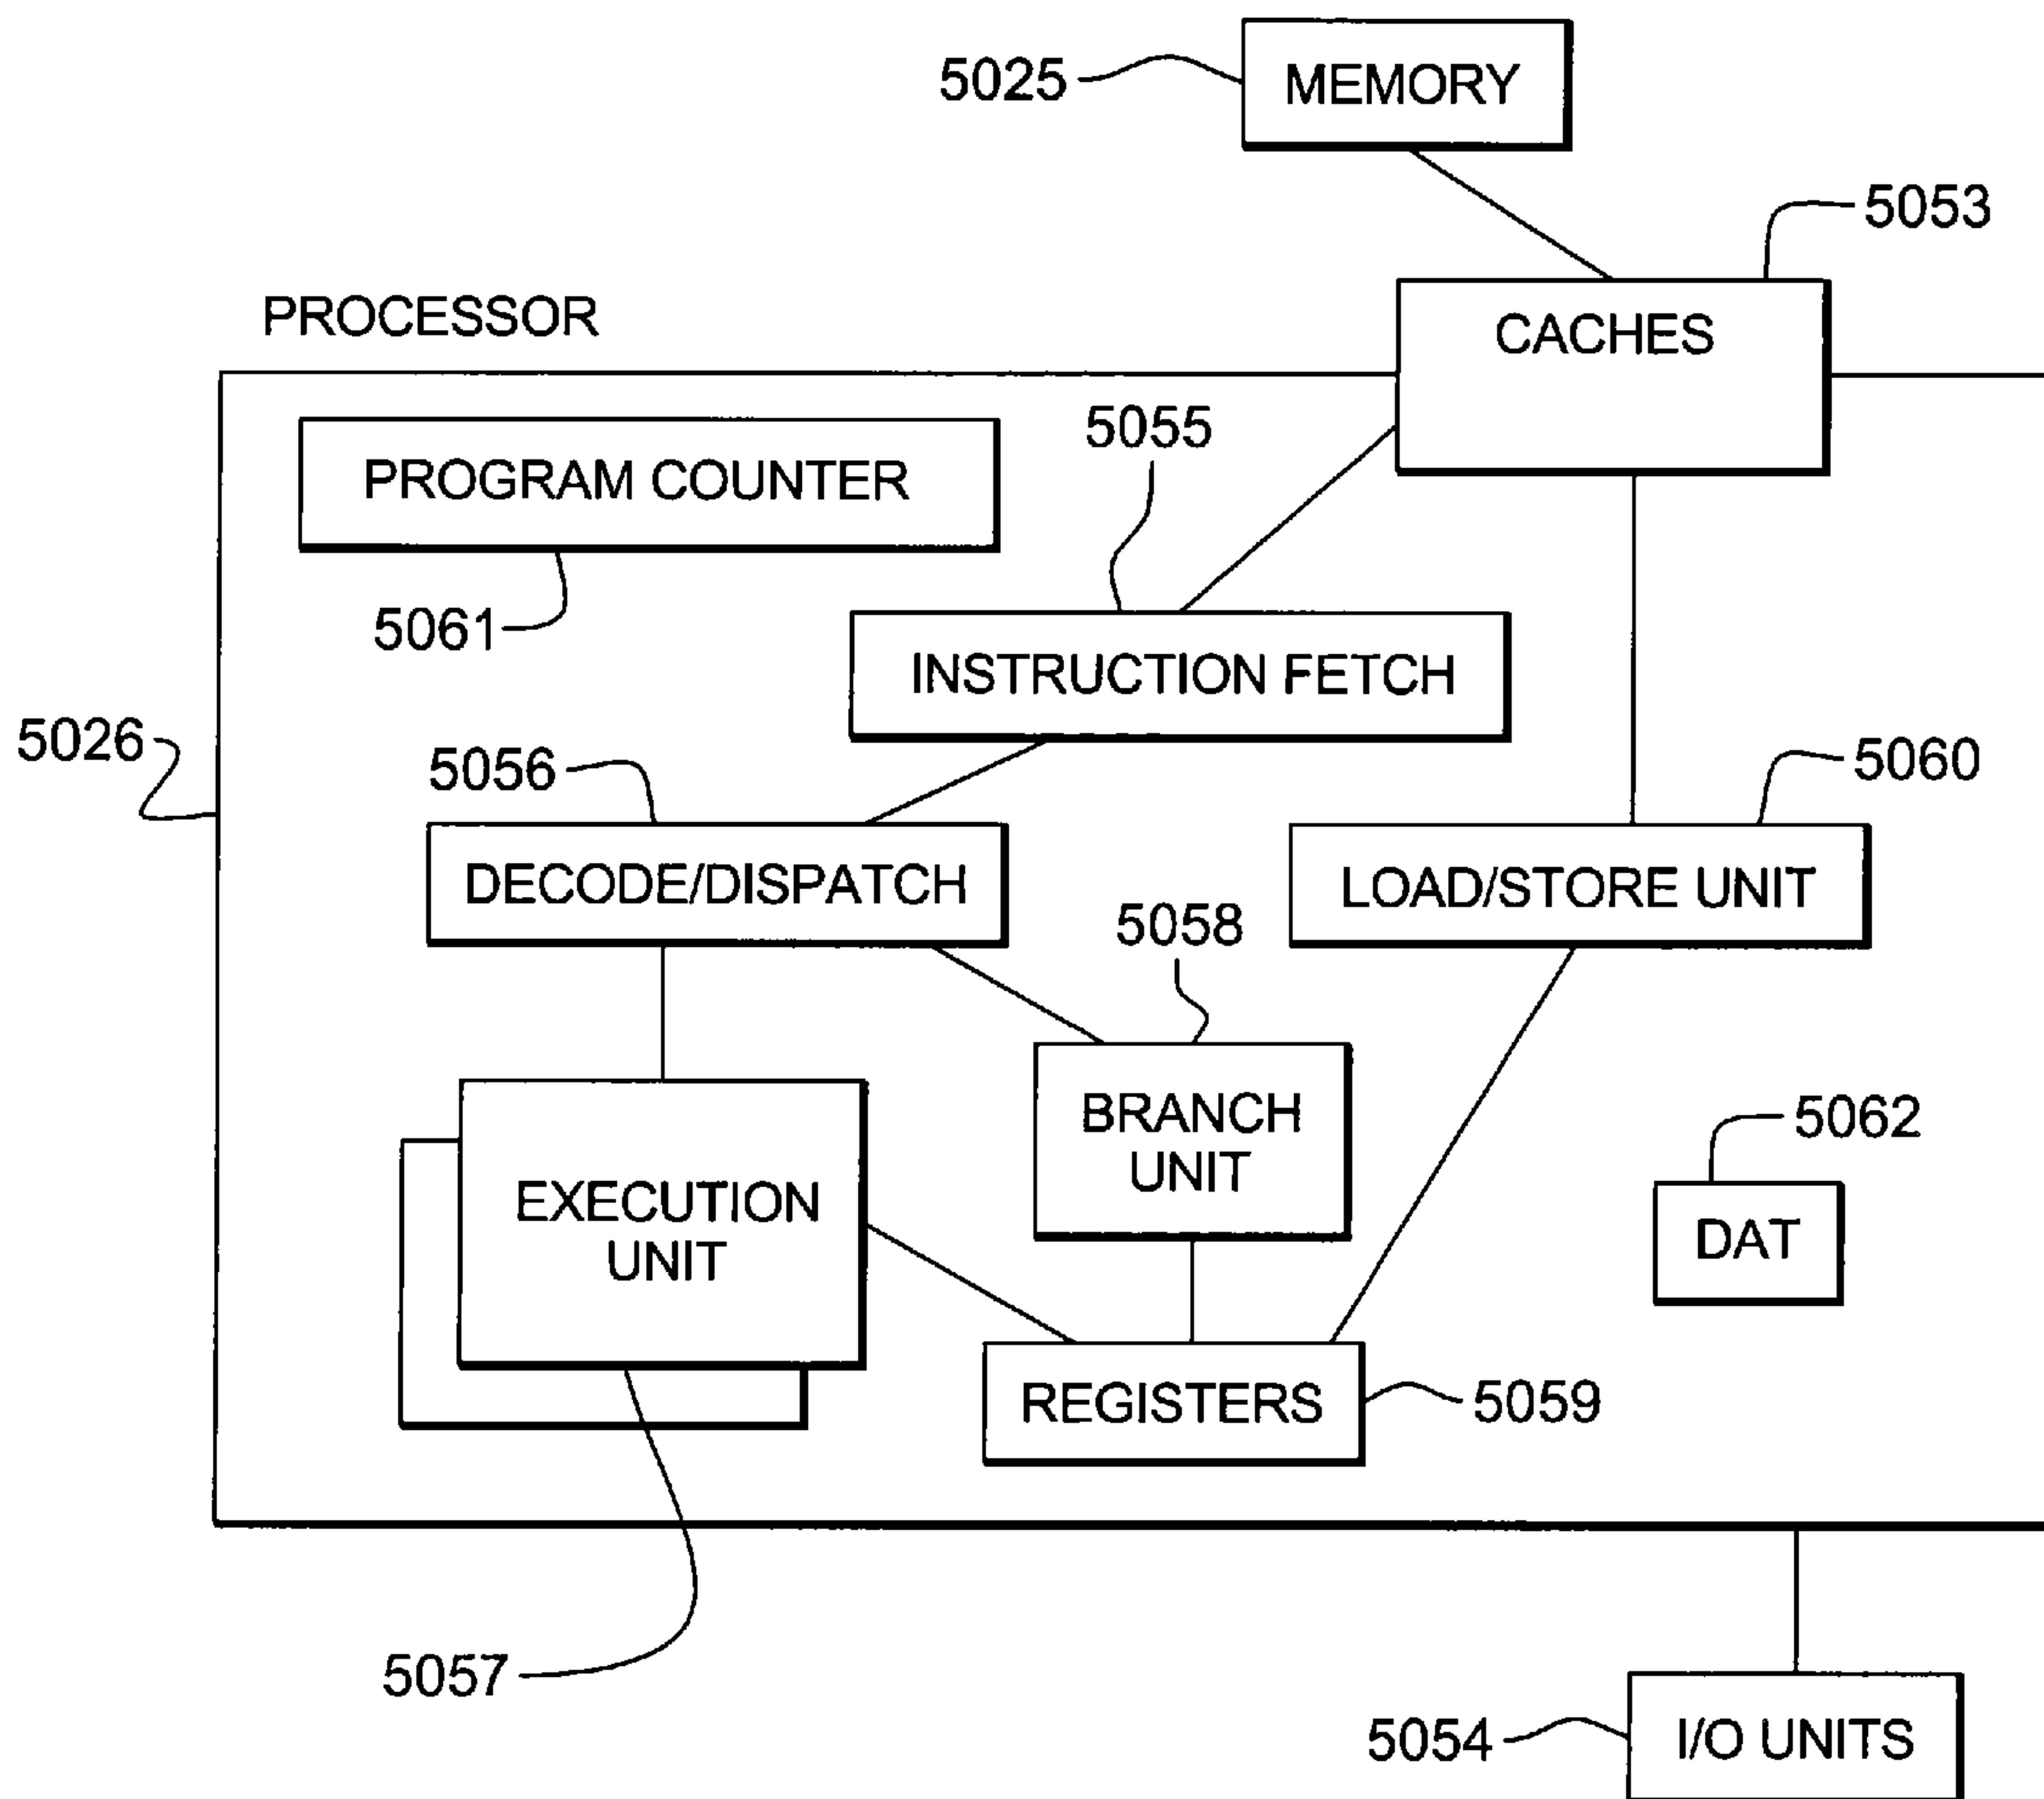 5025
MEMORY
5053
PROCESSOR
CACHES
5055
PROGRAM COUNTER
5061
INSTRUCTION FETCH
5026
5056
5060
DECODE/DISPATCH
LOAD/STORE UNIT
5058
BRANCH
UNIT
5062
EXECUTION
UNIT
DAT
REGISTERS
5059
5057
5054
I/O UNITS